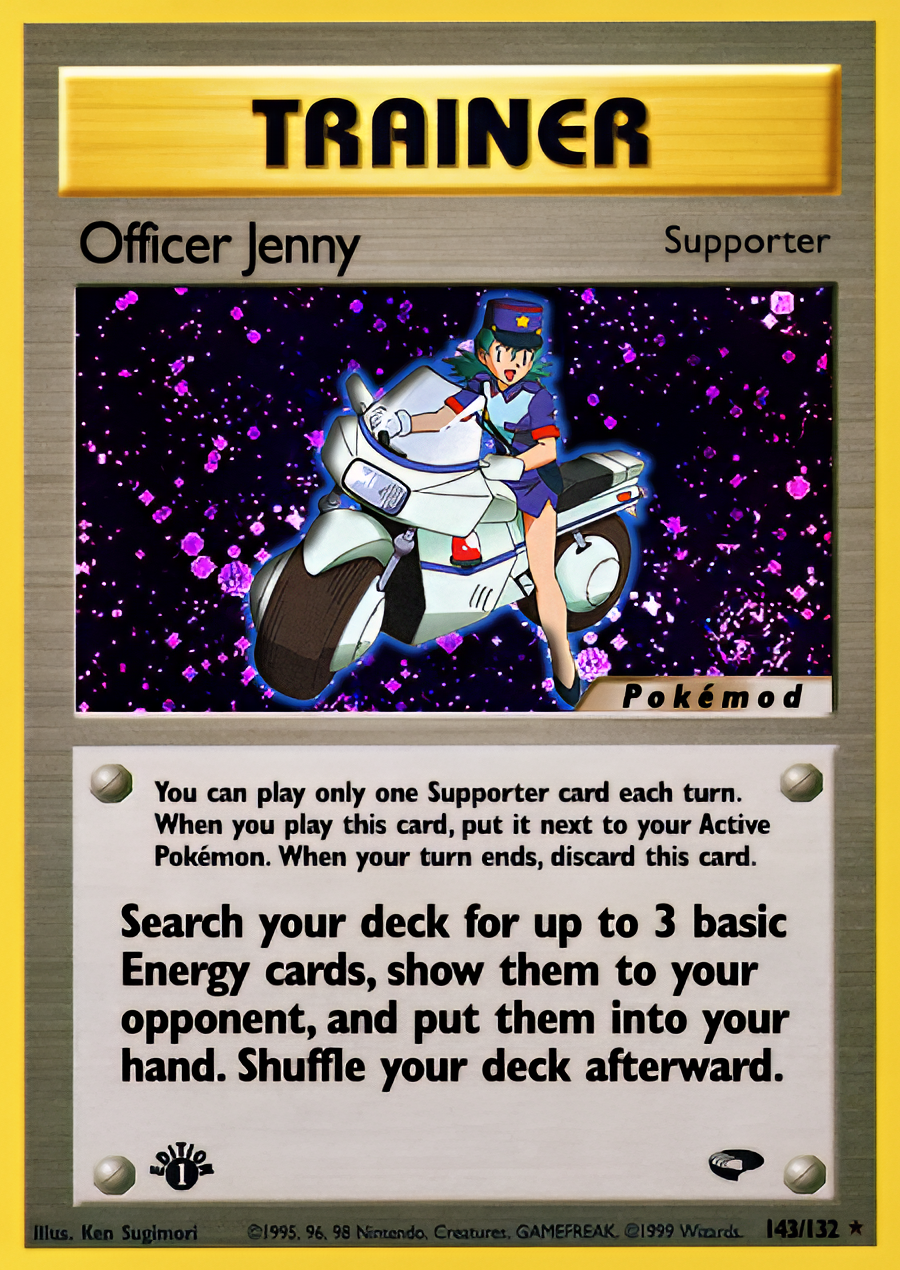 TRAINER
Officer Jenny
Supporter
Pokémod
You can play only one Supporter card each turn.
When you play this card, put it next to your Active
Pokémon. When your turn ends, discard this card.
Search your deck for up to 3 basic
Energy cards, show them to your
opponent, and put them into your
hand. Shuffle your deck afterward.
EDITION
1
Illus. Ken Sugimori
©1995, 96, 98 Nintendo, Creatures, GAMEFREAK. ©1999 Wizards.
143/132 ★